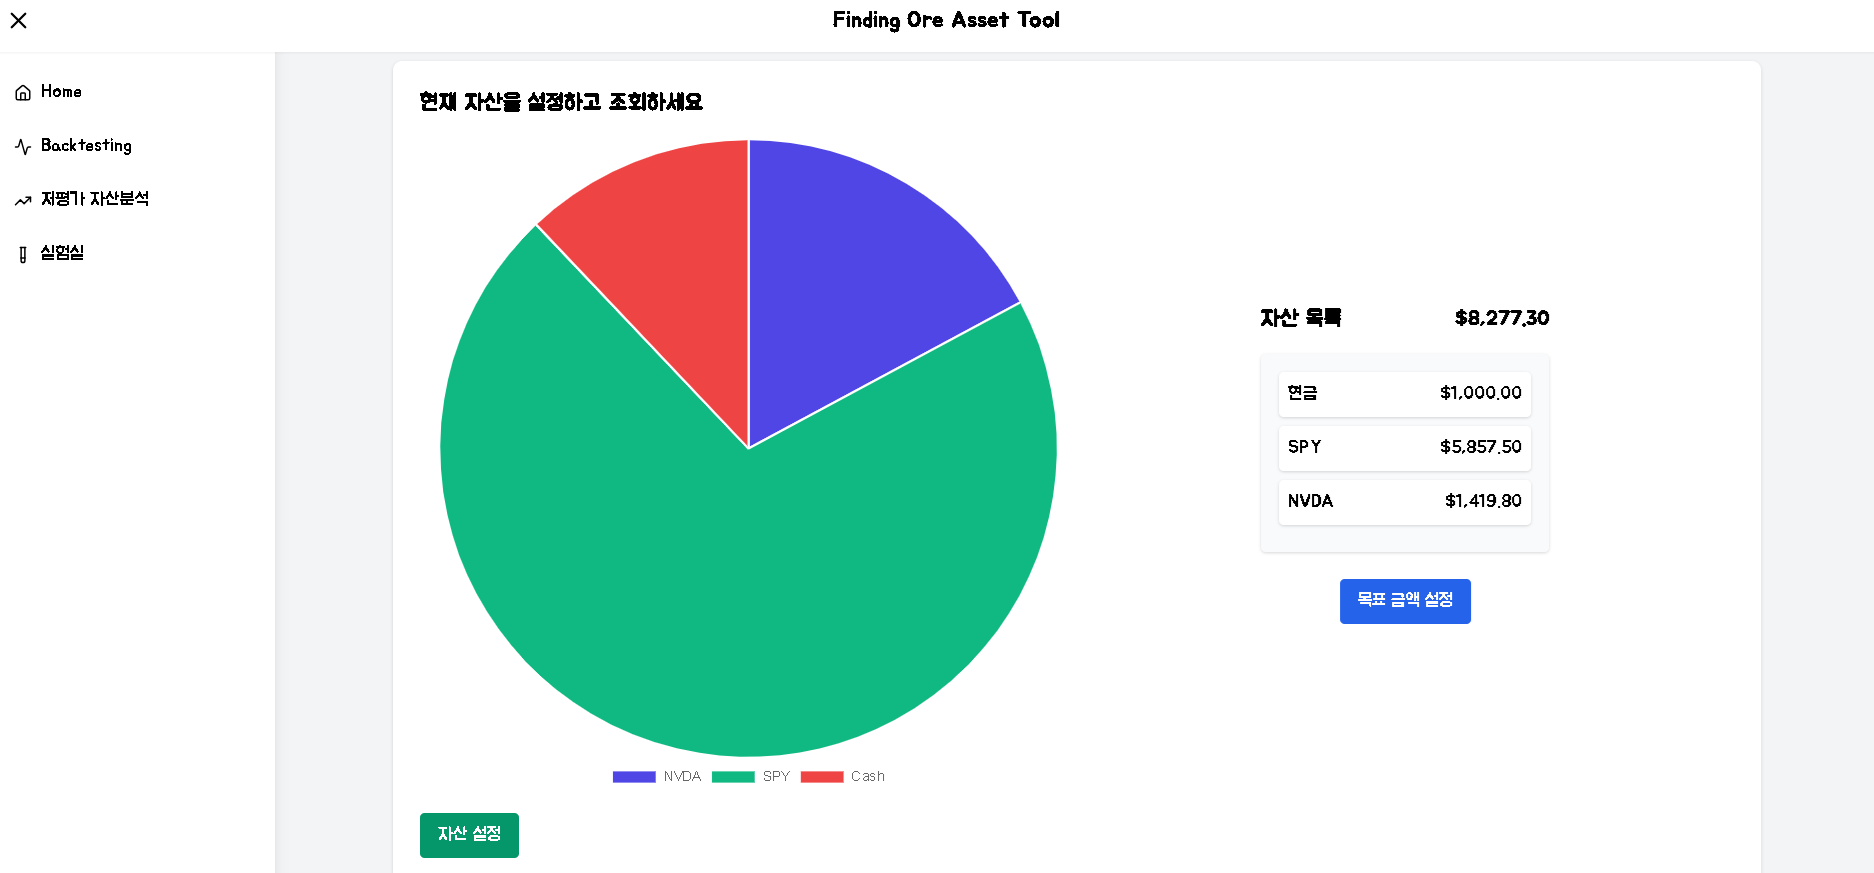 Finding Ore Asset Tool
Home
Backtesting
저평가 자산분석
실험실
현재 자산을 설정하고 조회하세요
NVDA SPY Cash
자산 설정
자산 목록 $8,277.30
현금 $1,000.00
SPY $5,857.50
NVDA $1,419.80
목표 금액 설정